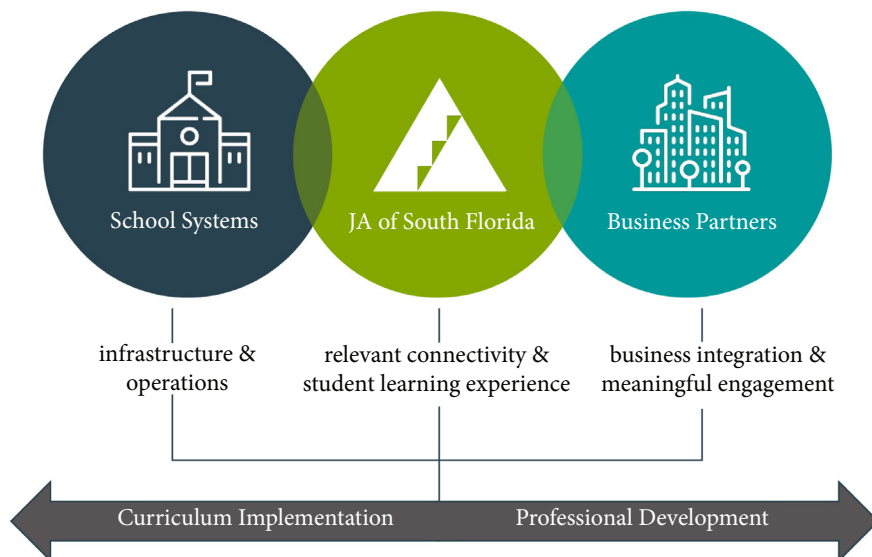 School Systems
JA of South Florida
Business Partners
infrastructure &
operations
relevant connectivity &
student learning experience
business integration &
meaningful engagement
Curriculum Implementation
Professional Development